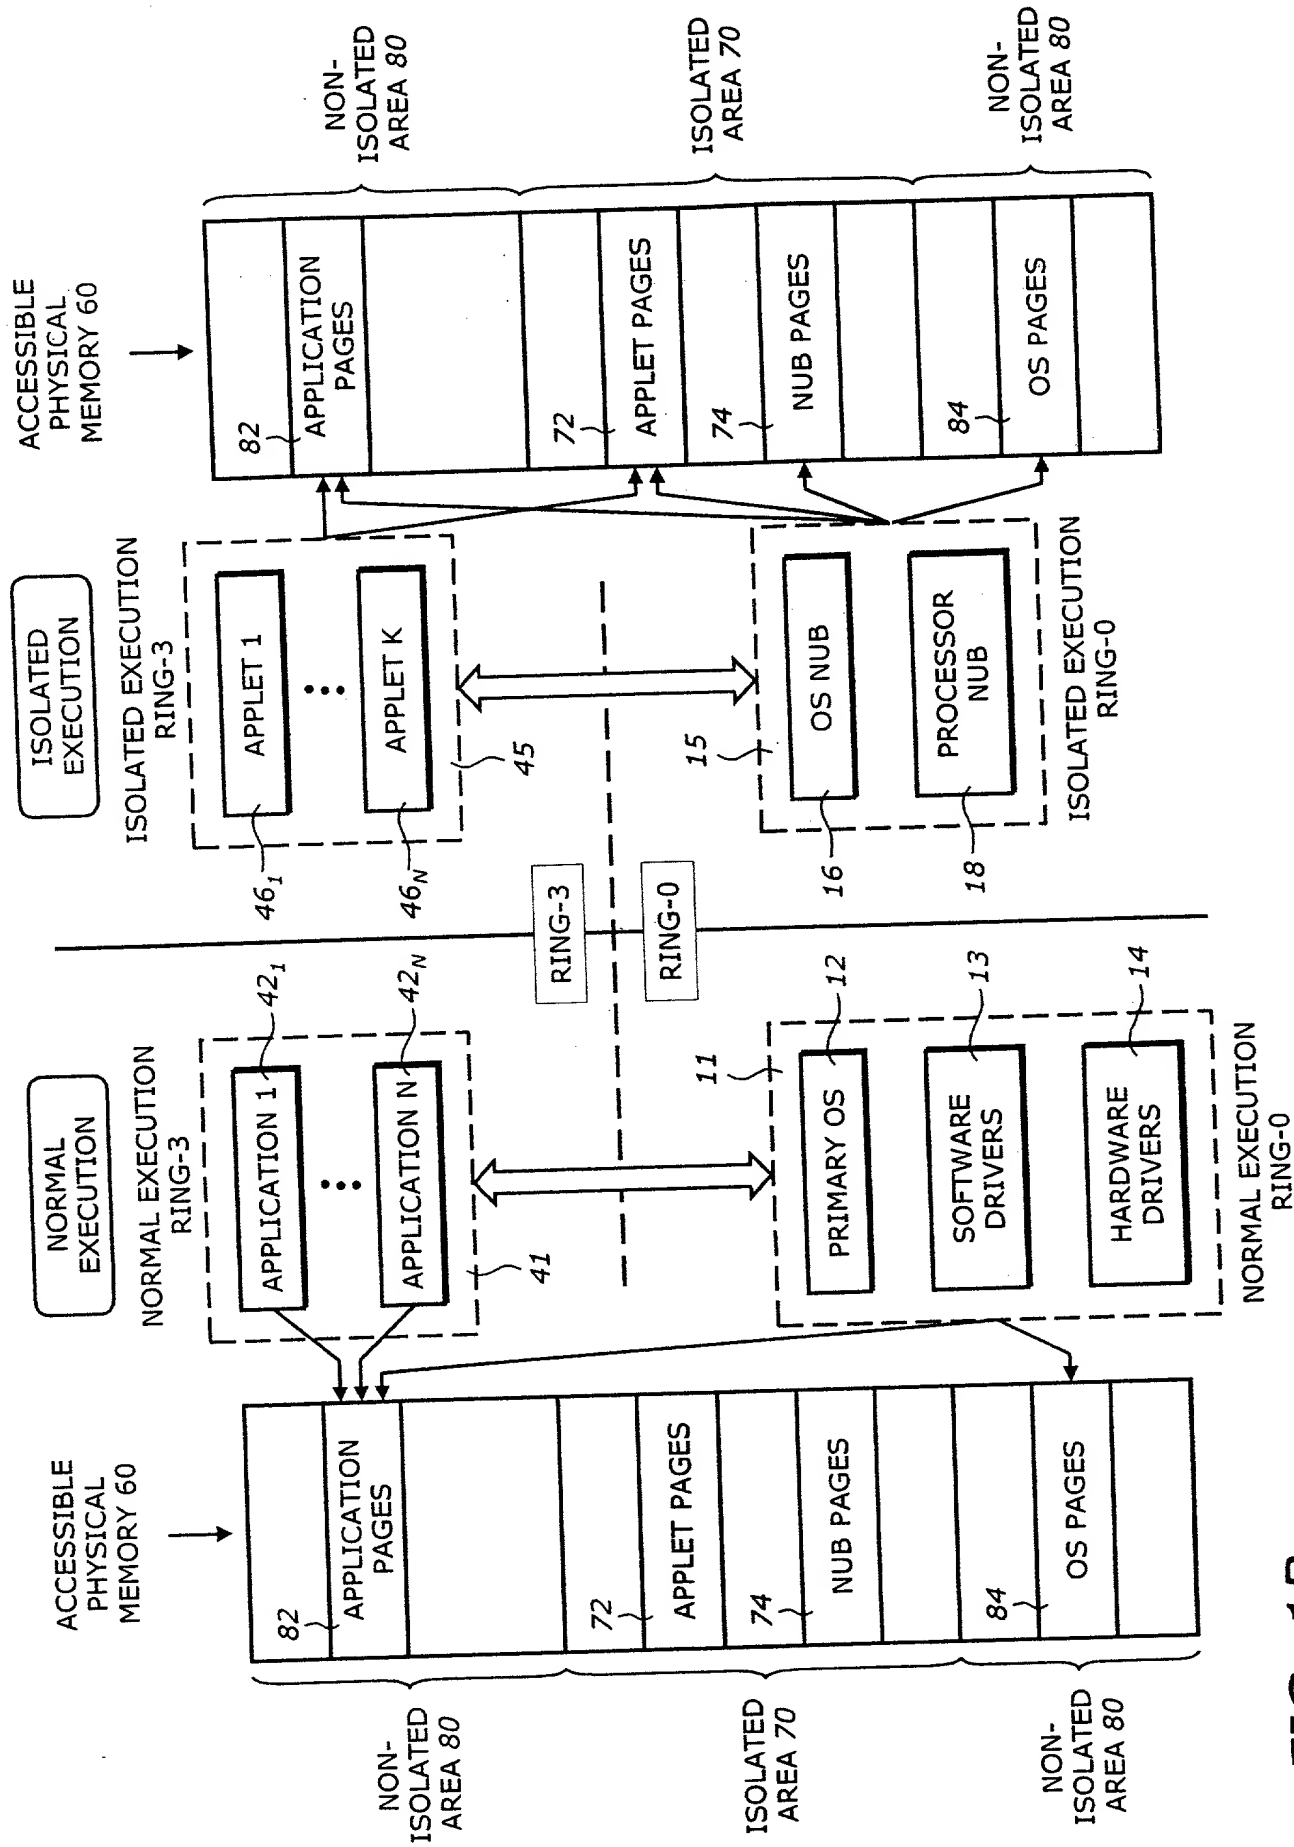 ACCESSIBLE
PHYSICAL
MEMORY 60
NORMAL
EXECUTION
ISOLATED
EXECUTION
ACCESSIBLE
PHYSICAL
MEMORY 60
NORMAL EXECUTION
RING-3
ISOLATED EXECUTION
RING-3
NON-
ISOLATED
AREA 80
82
APPLICATION
PAGES
APPLICATION 1
42₁
APPLICATION N
42N
41
46₁
APPLET 1
46N
APPLET K
45
82
APPLICATION
PAGES
NON-
ISOLATED
AREA 80
ISOLATED
AREA 70
72
APPLET PAGES
74
NUB PAGES
RING-3
RING-0
72
APPLET PAGES
74
NUB PAGES
ISOLATED
AREA 70
NON-
ISOLATED
AREA 80
84
OS PAGES
11
PRIMARY OS
12
SOFTWARE
DRIVERS
13
HARDWARE
DRIVERS
14
NORMAL EXECUTION
RING-0
15
OS NUB
16
PROCESSOR
NUB
18
ISOLATED EXECUTION
RING-0
84
OS PAGES
NON-
ISOLATED
AREA 80